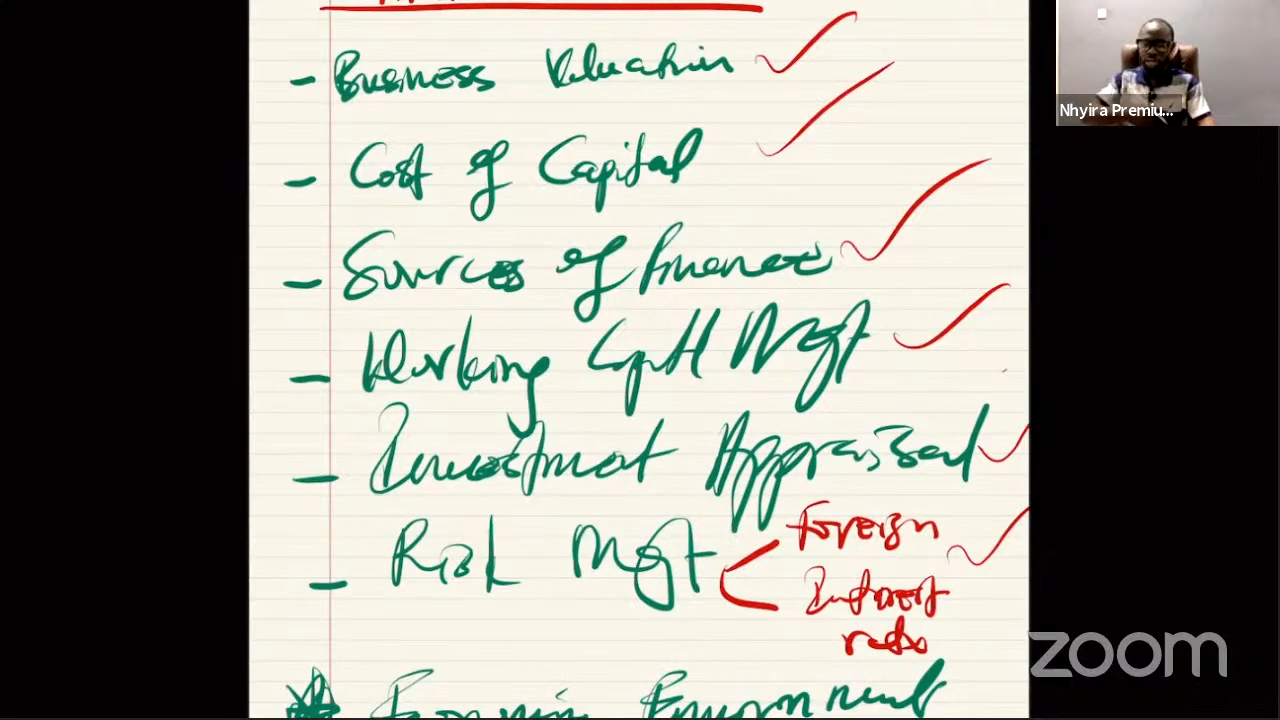 - Business Valuation
- Cost of Capital
- Sources of Finance
- Working Capital Mgt
- Investment Appraisal
- Risk Mgt
Foreign
Interest
rate
Environment
Nhyira Premiu...
zoom